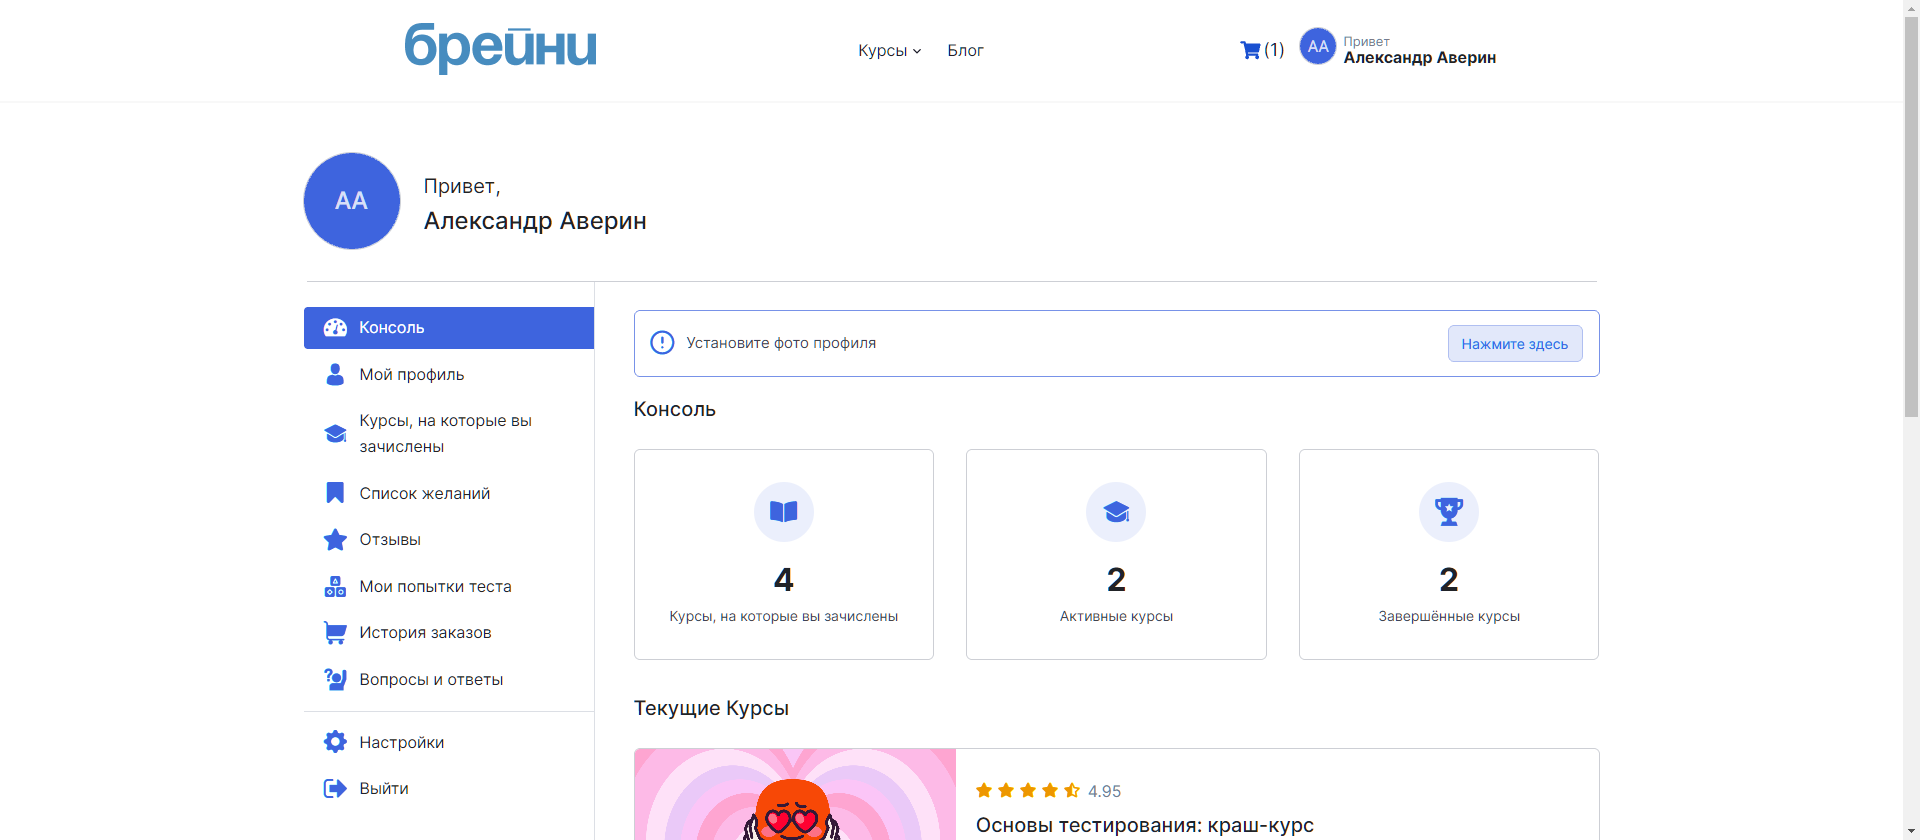 брейни
Курсы
Блог
(1)
АА
Привет
Александр Аверин
АА
Привет,
Александр Аверин
Консоль
Мой профиль
Курсы, на которые вы
зачислены
Список желаний
Отзывы
Мои попытки теста
История заказов
Вопросы и ответы
Настройки
Выйти
Установите фото профиля
Нажмите здесь
Консоль
4
Курсы, на которые вы зачислены
2
Активные курсы
2
Завершённые курсы
Текущие Курсы
4.95
Основы тестирования: краш-курс